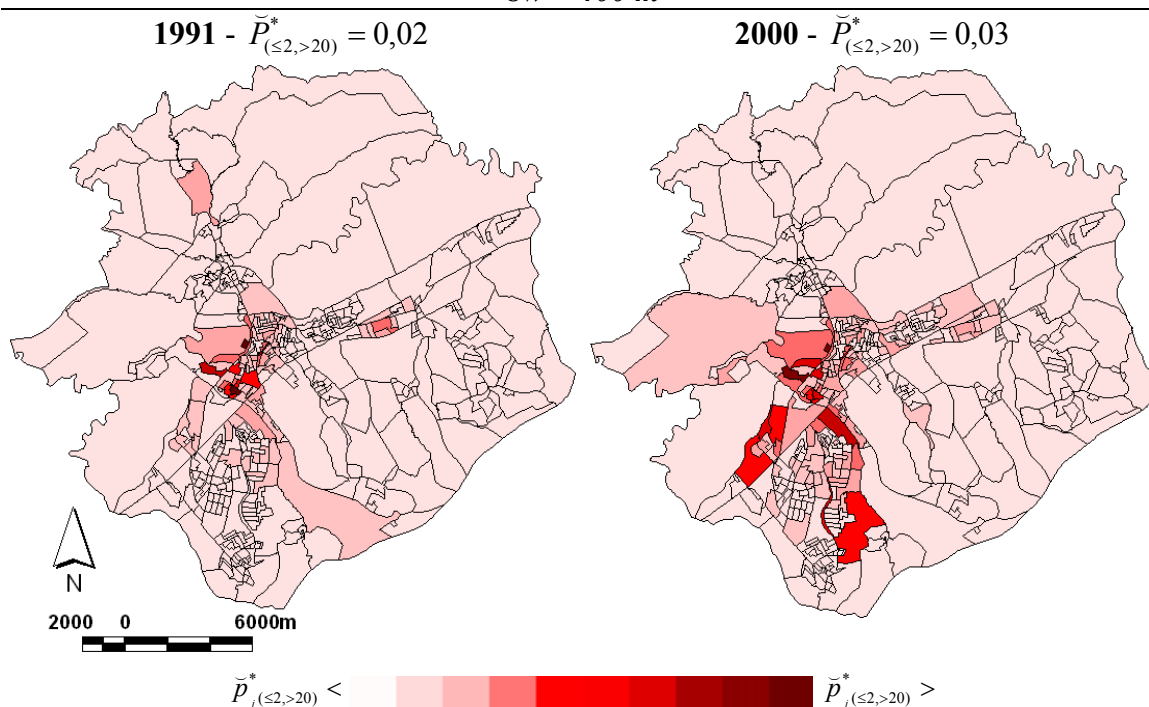 1991 - P̆*(≤2,>20) = 0,02
2000 - P̆*(≤2,>20) = 0,03
N
2000 0 6000m
p̆*j(≤2,>20) < p̆*j(≤2,>20) >